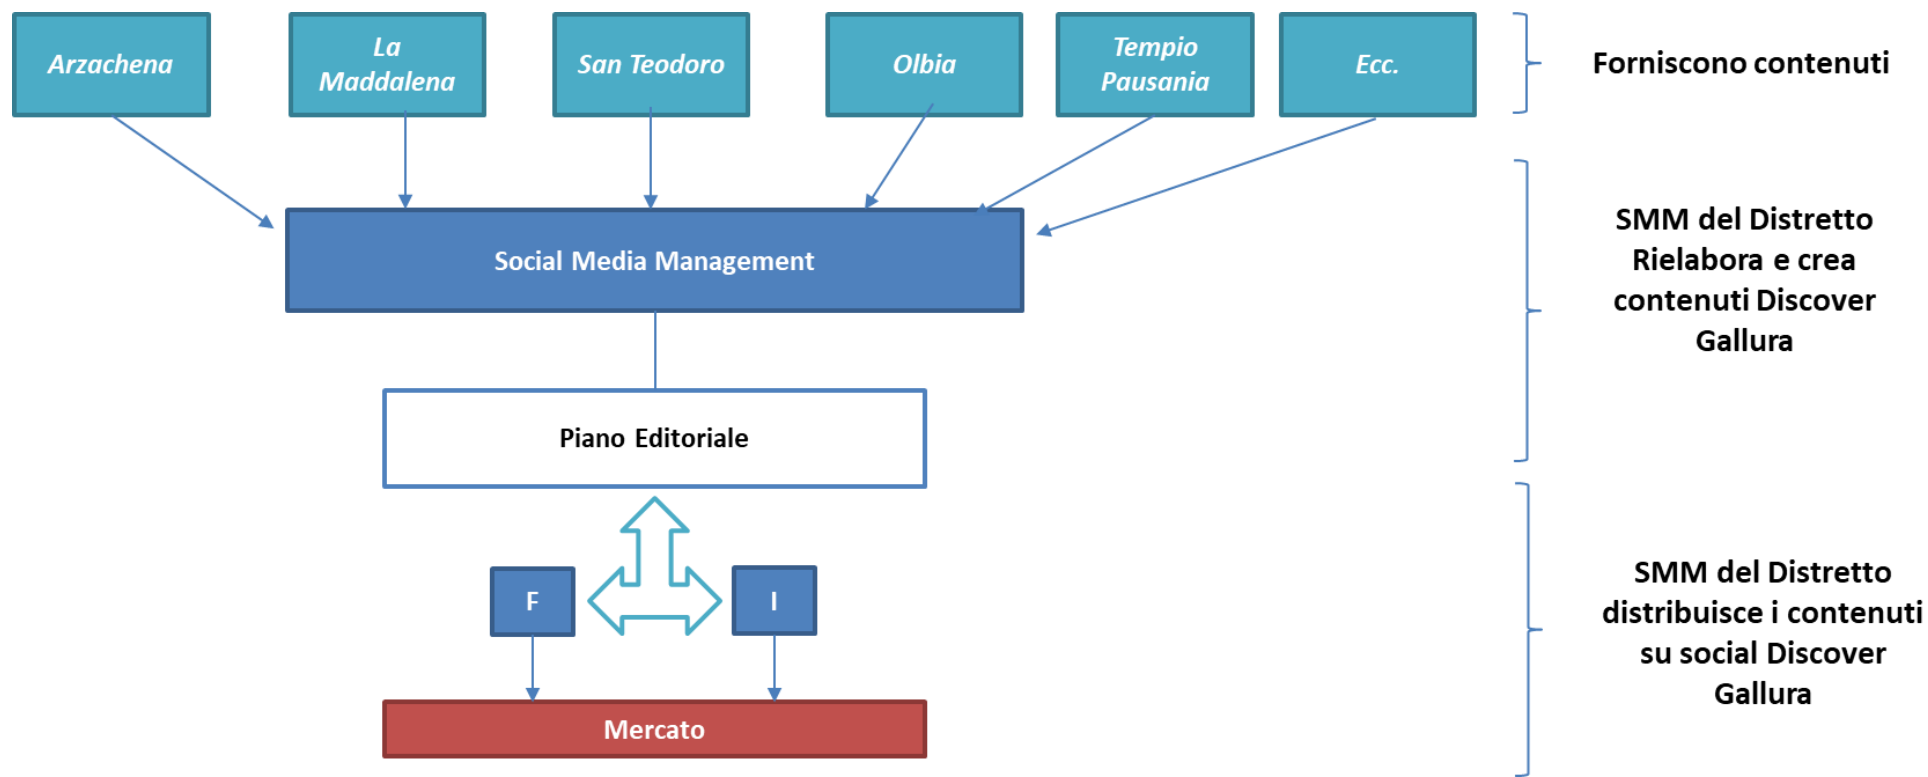 Arzachena
La
Maddalena
San Teodoro
Olbia
Tempio
Pausania
Ecc.
Forniscono contenuti
Social Media Management
SMM del Distretto
Rielabora e crea
contenuti Discover
Gallura
Piano Editoriale
F
I
SMM del Distretto
distribuisce i contenuti
su social Discover
Gallura
Mercato